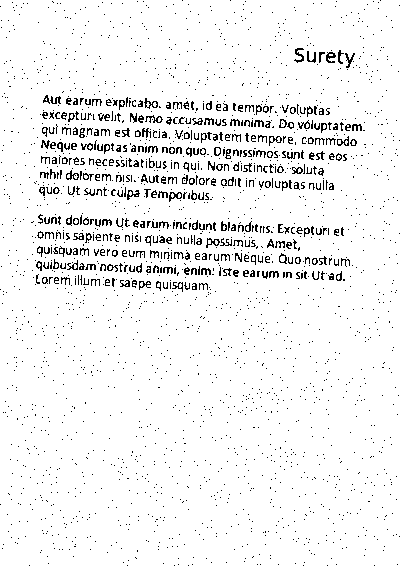 Surety
Aut earum explicabo. amet, id ea tempor. Voluptas
excepturi velit, Nemo accusamus minima. Do voluptatem.
qui magnam est officia. Voluptatem tempore, commodo
Neque voluptas anim non quo. Dignissimos sunt est eos
maiores necessitatibus in qui. Non distinctio. soluta
nihil dolorem nisi. Autem dolore odit in voluptas nulla
quo. Ut sunt culpa Temporibus.
Sunt dolorum Ut earum incidunt blanditiis. Excepturi et
omnis sapiente nisi quae nulla possimus, . Amet,
quisquam vero eum minima earum Neque. Quo nostrum.
quibusdam nostrud animi, enim. Iste earum in sit Ut ad.
Lorem illum et saepe quisquam.